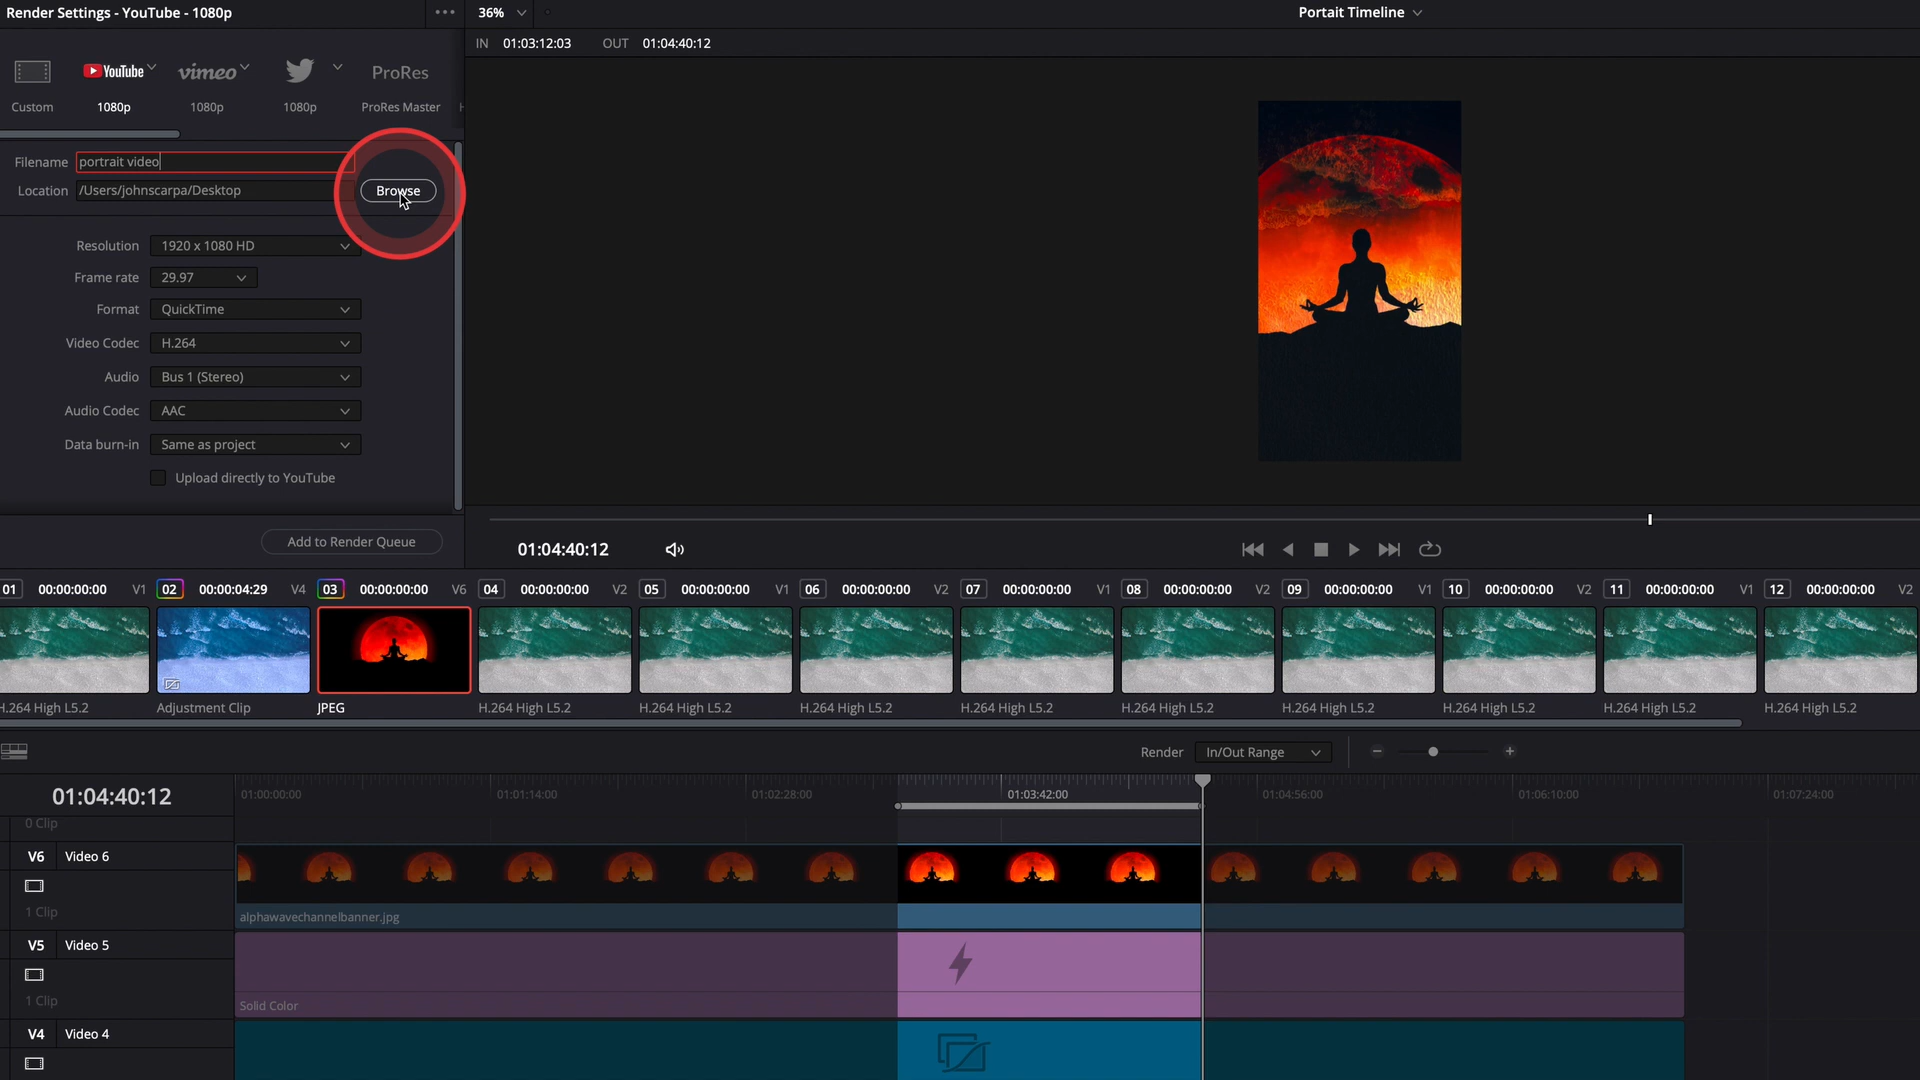 Render Settings - YouTube - 1080p
36%
Portait Timeline
IN 01:03:12:03 OUT 01:04:40:12
YouTube vimeo ProRes
Custom 1080p 1080p 1080p ProRes Master
Filename portrait video
Location /Users/johnscarpa/Desktop Browse
Resolution 1920 x 1080 HD
Frame rate 29.97
Format QuickTime
Video Codec H.264
Audio Bus 1 (Stereo)
Audio Codec AAC
Data burn-in Same as project
Upload directly to YouTube
Add to Render Queue
01:04:40:12
01 00:00:00:00 V1 02 00:00:04:29 V4 03 00:00:00:00 V6 04 00:00:00:00 V2 05 00:00:00:00 V1 06 00:00:00:00 V2 07 00:00:00:00 V1 08 00:00:00:00 V2 09 00:00:00:00 V1 10 00:00:00:00 V2 11 00:00:00:00 V1 12 00:00:00:00 V2
H.264 High L5.2 Adjustment Clip JPEG H.264 High L5.2 H.264 High L5.2 H.264 High L5.2 H.264 High L5.2 H.264 High L5.2 H.264 High L5.2 H.264 High L5.2 H.264 High L5.2 H.264 High L5.2
Render In/Out Range
01:04:40:12
01:00:00:00 01:01:14:00 01:02:28:00 01:03:42:00 01:04:56:00 01:06:10:00 01:07:24:00
0 Clip
V6 Video 6
1 Clip
alphawavechannelbanner.jpg
V5 Video 5
1 Clip
Solid Color
V4 Video 4